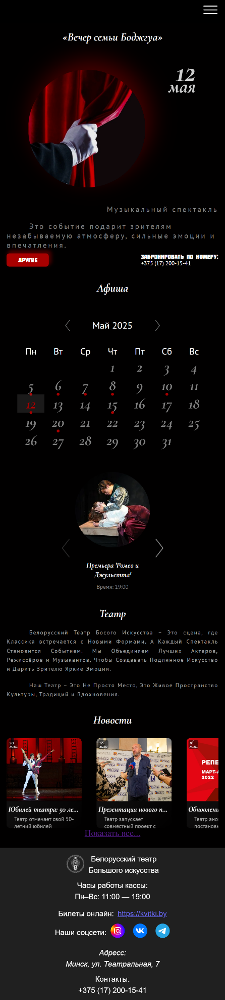 «Вечер семьи Боджгуа»
12
мая
Музыкальный спектакль
Это событие подарит зрителям
незабываемую атмосферу, сильные эмоции и
впечатления.
ДРУГИЕ
ЗАБРОНИРОВАТЬ ПО НОМЕРУ:
+375 (17) 200-15-41
Афиша
Май 2025
Пн Вт Ср Чт Пт Сб Вс
1 2 3 4
5 6 7 8 9 10 11
12 13 14 15 16 17 18
19 20 21 22 23 24 25
26 27 28 29 30 31
Премьера 'Ромео и
Джульетта'
Время: 19:00
Театр
Белорусский Театр Босого Искусства – Это сцена, где
Классика встречается с Новыми Формами, А Каждый Спектакль
Становится Событием. Мы Объединяем Лучших Актеров,
Режиссёров и Музыкантов, Чтобы Создавать Подлинное Искусство
и Дарить Зрителю Яркие Эмоции.
Наш Театр – Это Не Просто Место, Это Живое Пространство
Культуры, Традиций и Вдохновения.
Новости
20
май
Юбилей театра: 50 ле...
Театр отмечает свой 50-
летний юбилей
18
май
Презентация нового п...
Театр запускает
совместный проект с
16
май
РЕПЕ
МАРТ-А
2022
Обновлени
Театр ано
постановк
Показать все...
Белорусский театр
Большого искусства
Часы работы кассы:
Пн–Вс: 11:00 — 19:00
Билеты онлайн: https://kvitki.by
Наши соцсети:
Адресс:
Минск, ул. Театральная, 7
Контакты:
+375 (17) 200-15-41